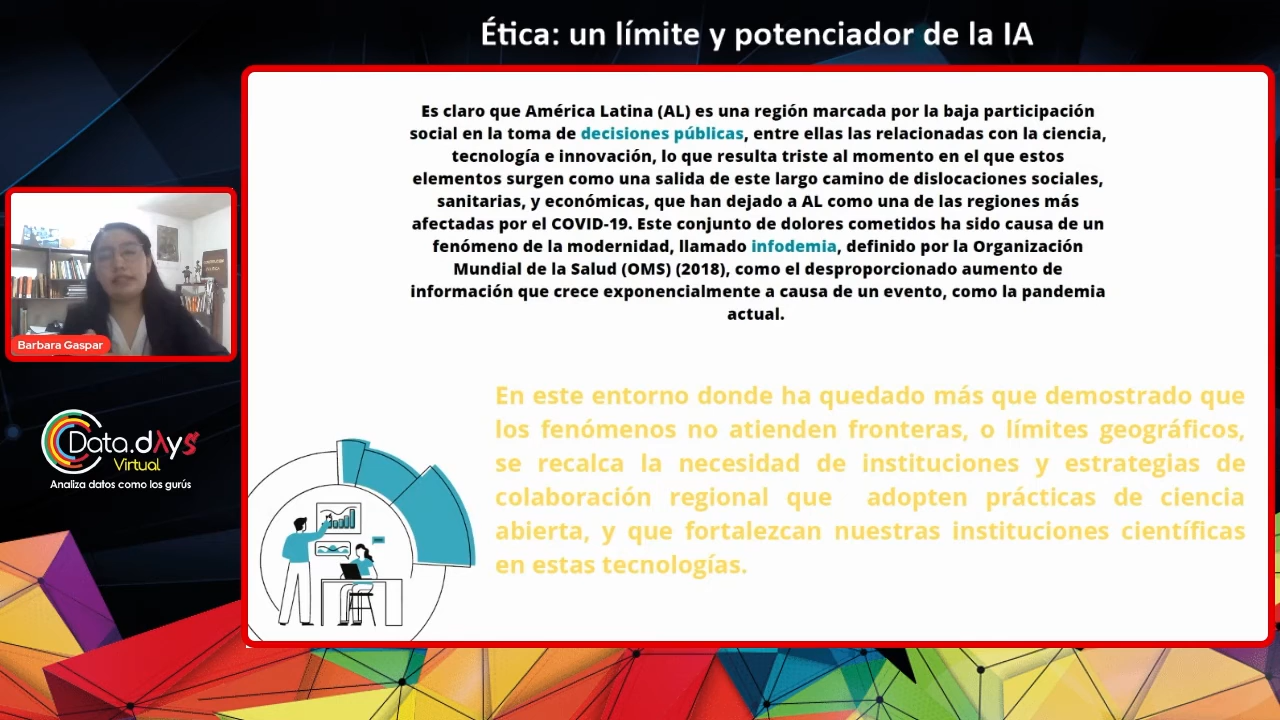 Ética: un límite y potenciador de la IA
Es claro que América Latina (AL) es una región marcada por la baja participación
social en la toma de decisiones públicas, entre ellas las relacionadas con la ciencia,
tecnología e innovación, lo que resulta triste al momento en el que estos
elementos surgen como una salida de este largo camino de dislocaciones sociales,
sanitarias, y económicas, que han dejado a AL como una de las regiones más
afectadas por el COVID-19. Este conjunto de dolores cometidos ha sido causa de un
fenómeno de la modernidad, llamado infodemia, definido por la Organización
Mundial de la Salud (OMS) (2018), como el desproporcionado aumento de
información que crece exponencialmente a causa de un evento, como la pandemia
actual.
En este entorno donde ha quedado más que demostrado que
los fenómenos no atienden fronteras, o límites geográficos,
se recalca la necesidad de instituciones y estrategias de
colaboración regional que adopten prácticas de ciencia
abierta, y que fortalezcan nuestras instituciones científicas
en estas tecnologías.
Barbara Gaspar
Data.dAys
Virtual
Analiza datos como los gurús